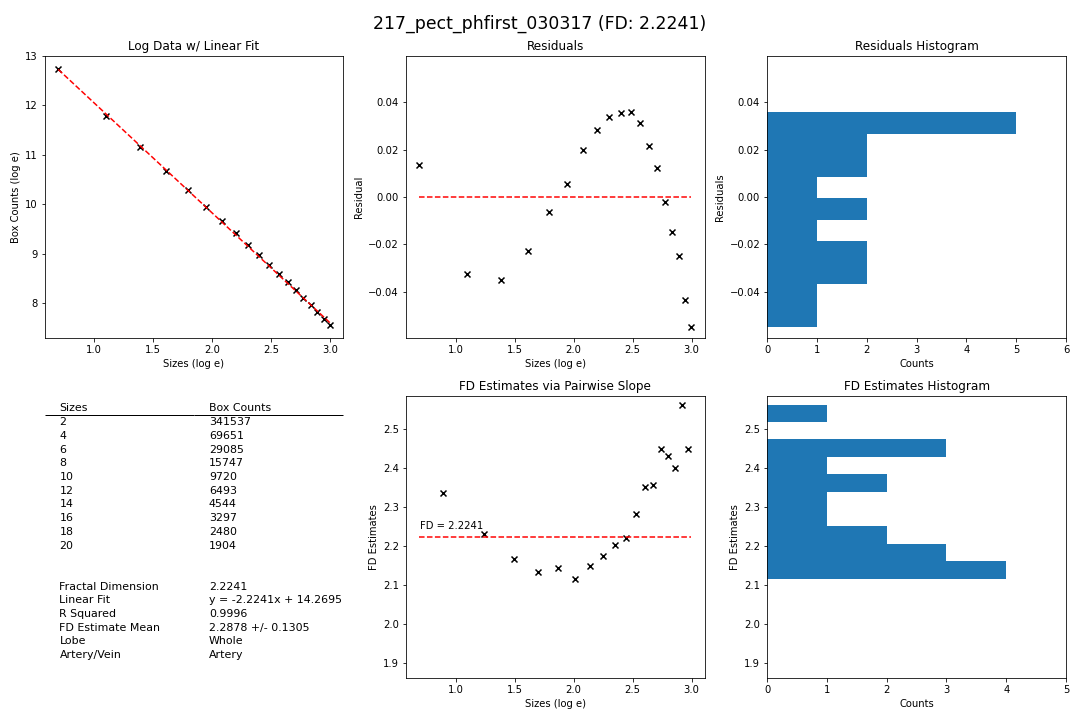 217_pect_phfirst_030317 (FD: 2.2241)
Log Data w/ Linear Fit
13
12
11
10
9
8
Box Counts (log e)
1.0 1.5 2.0 2.5 3.0
Sizes (log e)
Residuals
0.04
0.02
0.00
−0.02
−0.04
Residual
1.0 1.5 2.0 2.5 3.0
Sizes (log e)
Residuals Histogram
0.04
0.02
0.00
−0.02
−0.04
Residuals
0 1 2 3 4 5 6
Counts
Sizes Box Counts
2 341537
4 69651
6 29085
8 15747
10 9720
12 6493
14 4544
16 3297
18 2480
20 1904
Fractal Dimension 2.2241
Linear Fit y = -2.2241x + 14.2695
R Squared 0.9996
FD Estimate Mean 2.2878 +/- 0.1305
Lobe Whole
Artery/Vein Artery
FD Estimates via Pairwise Slope
2.5
2.4
2.3
2.2
2.1
2.0
1.9
FD Estimates
FD = 2.2241
1.0 1.5 2.0 2.5 3.0
Sizes (log e)
FD Estimates Histogram
2.5
2.4
2.3
2.2
2.1
2.0
1.9
FD Estimates
0 1 2 3 4 5
Counts